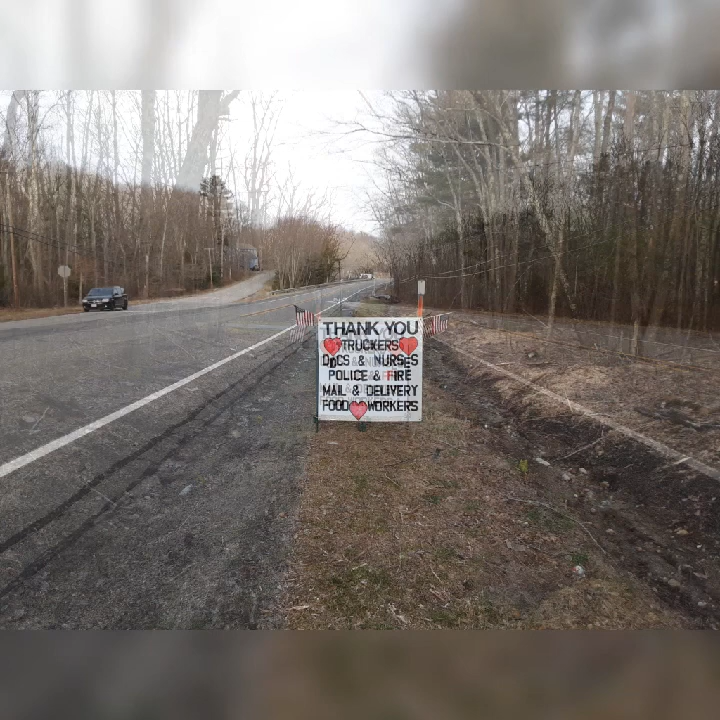 THANK YOU
TRUCKERS
DOCS & NURSES
POLICE & FIRE
MAIL & DELIVERY
FOOD WORKERS